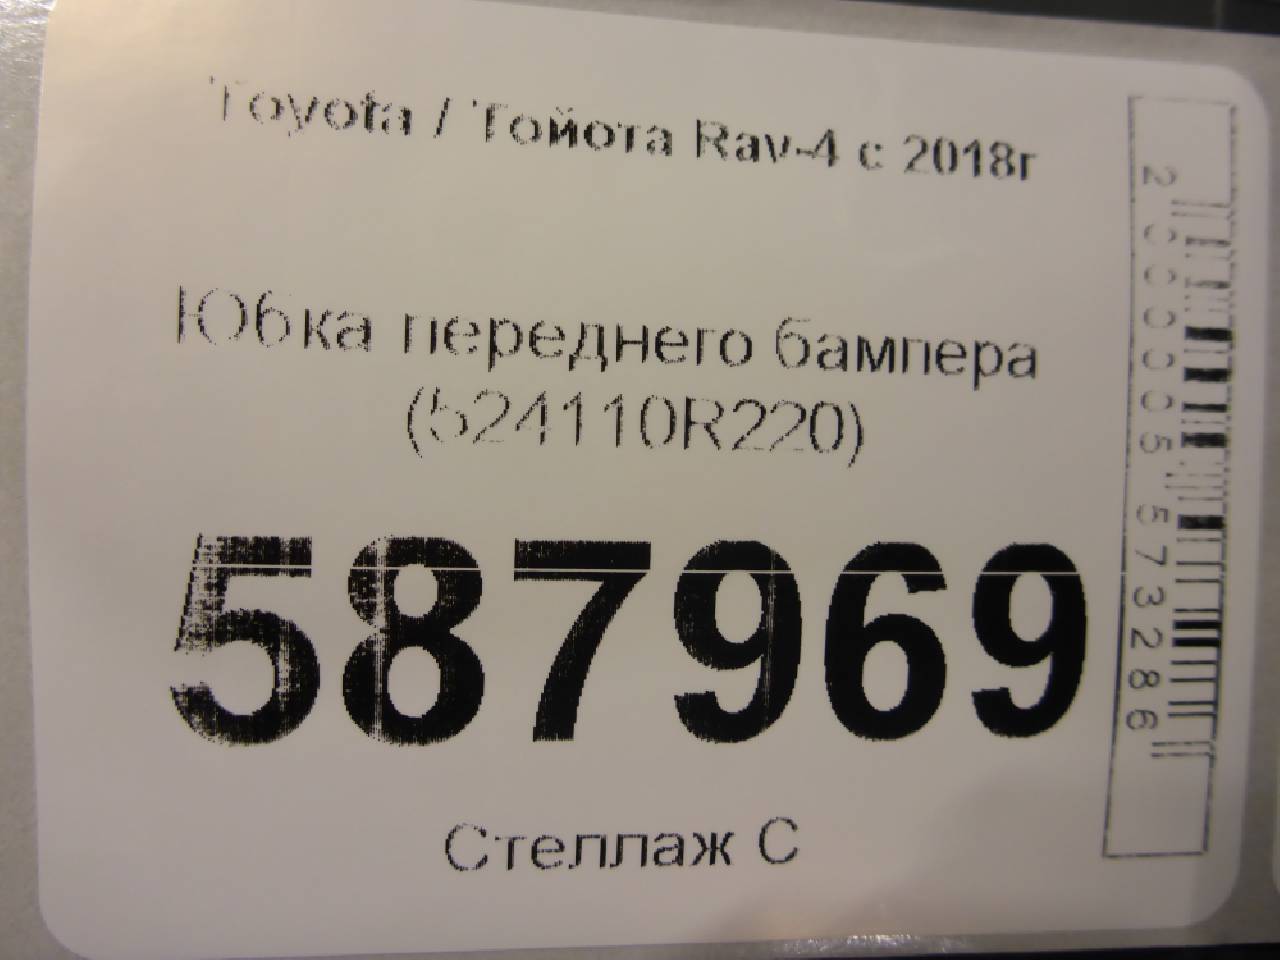 Toyota / Тойота Rav-4 с 2018г
Юбка переднего бампера
(524110R220)
587969
Стеллаж С
2000005573286